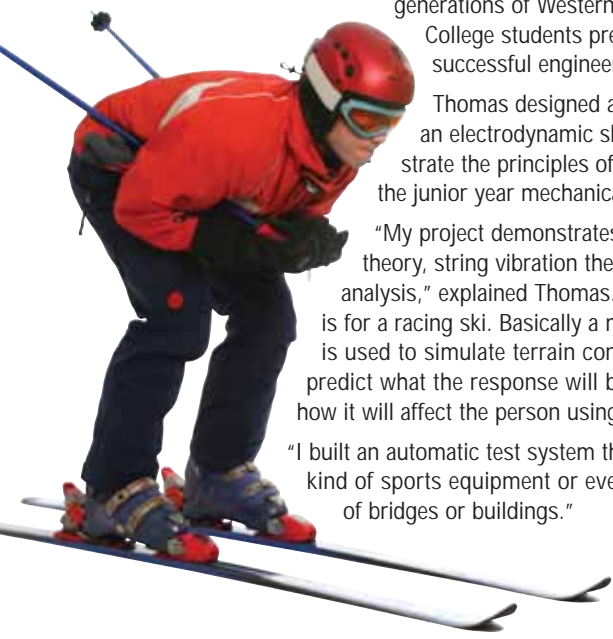 generations of Western
College students pre
successful engineer
Thomas designed a
an electrodynamic sl
strate the principles of
the junior year mechanica
"My project demonstrates
theory, string vibration the
analysis," explained Thomas.
is for a racing ski. Basically a m
is used to simulate terrain con
predict what the response will b
how it will affect the person using
"I built an automatic test system th
kind of sports equipment or eve
of bridges or buildings."